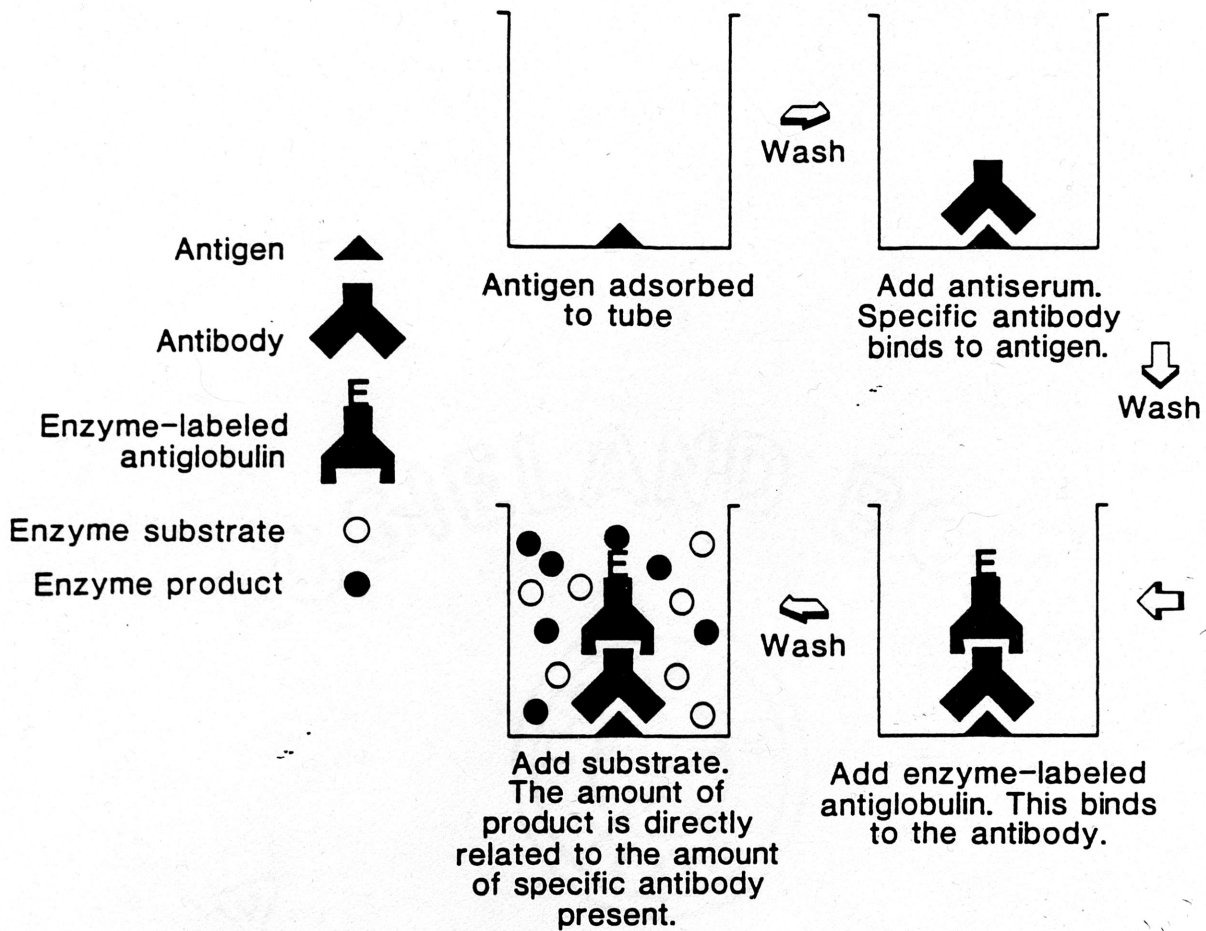 Antigen
Antibody
E
Enzyme-labeled
antiglobulin
Enzyme substrate
Enzyme product
Antigen adsorbed
to tube
Wash
Add antiserum.
Specific antibody
binds to antigen.
Wash
E
Add enzyme-labeled
antiglobulin. This binds
to the antibody.
Wash
E
Add substrate.
The amount of
product is directly
related to the amount
of specific antibody
present.